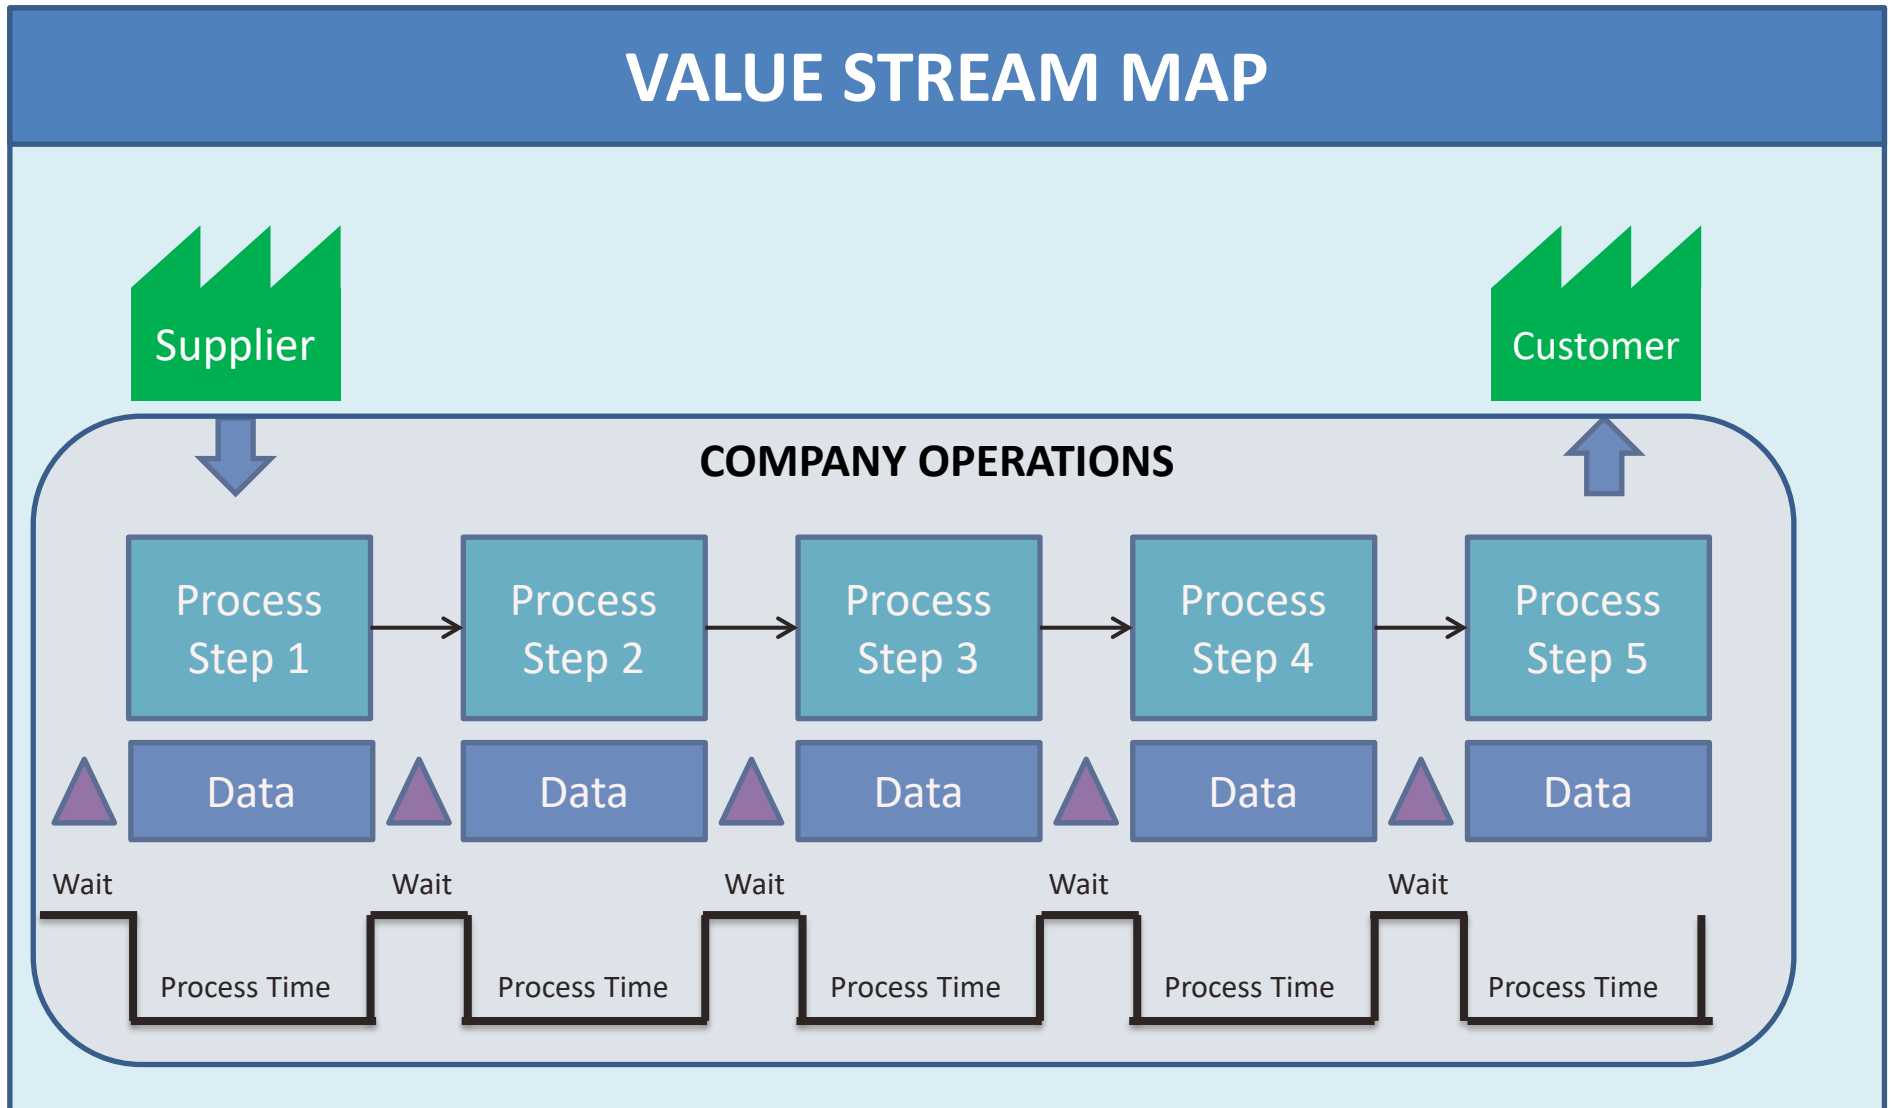 VALUE STREAM MAP
Supplier
Customer
COMPANY OPERATIONS
Process
Step 1
Process
Step 2
Process
Step 3
Process
Step 4
Process
Step 5
Data
Data
Data
Data
Data
Wait
Wait
Wait
Wait
Wait
Process Time
Process Time
Process Time
Process Time
Process Time